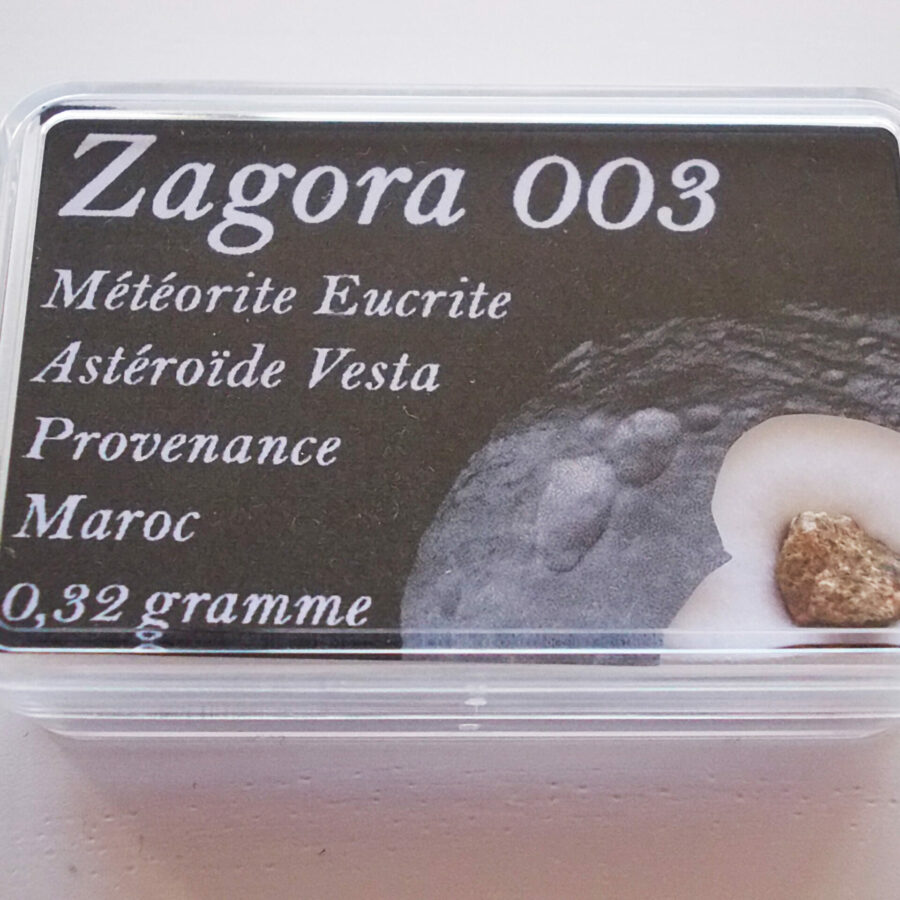 Zagora 003
Météorite Eucrite
Astéroïde Vesta
Provenance
Maroc
0,32 gramme